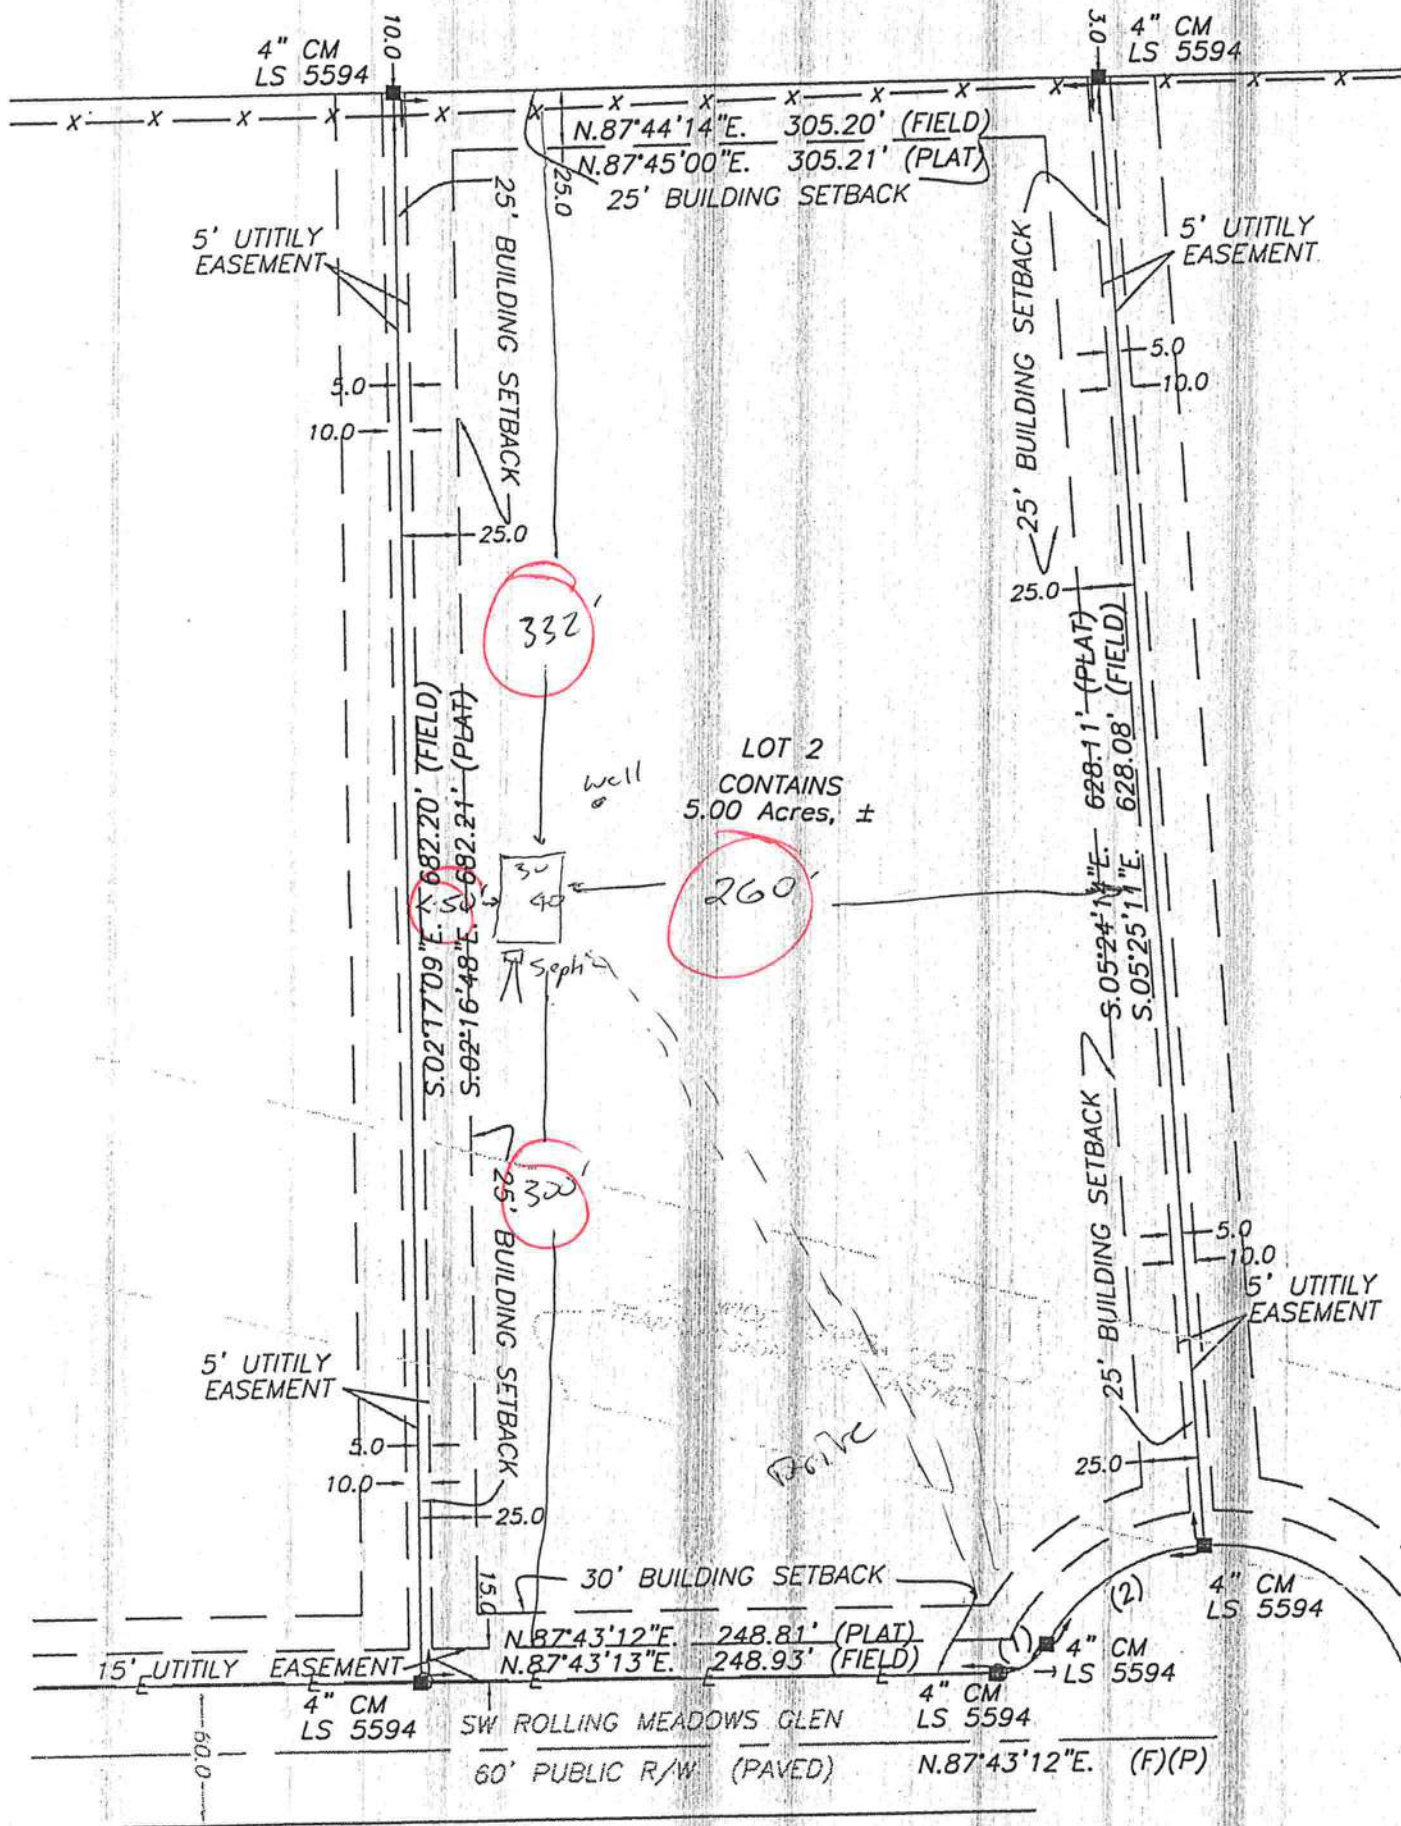 10.0
4" CM
LS 5594
3.0
4" CM
LS 5594
X X X X X X X X X X X X X X X
N.87°44'14"E. 305.20' (FIELD)
N.87°45'00"E. 305.21' (PLAT)
25.0
25' BUILDING SETBACK
25' BUILDING SETBACK
25' BUILDING SETBACK
5' UTITILY
EASEMENT
5' UTITILY
EASEMENT
5.0
10.0
5.0
10.0
25.0
25.0
332'
S.02°17'09"E. 682.20' (FIELD)
S.02°16'48"E. 682.21' (PLAT)
S.05°24'14"E. 628.11' (PLAT)
S.05°25'11"E. 628.08' (FIELD)
well
LOT 2
CONTAINS
5.00 Acres, ±
30
40
260'
Septic
300'
25' BUILDING SETBACK
25' BUILDING SETBACK
5.0
10.0
5' UTITILY
EASEMENT
5' UTITILY
EASEMENT
5.0
10.0
25.0
25.0
Drive
15.0
30' BUILDING SETBACK
(2)
4" CM
LS 5594
N.87°43'12"E. 248.81' (PLAT)
N.87°43'13"E. 248.93' (FIELD)
(1)
4" CM
LS 5594
15' UTITILY EASEMENT
E E E E E
4" CM
LS 5594
4" CM
LS 5594
SW ROLLING MEADOWS GLEN
60.0
60' PUBLIC R/W (PAVED)
N.87°43'12"E. (F)(P)